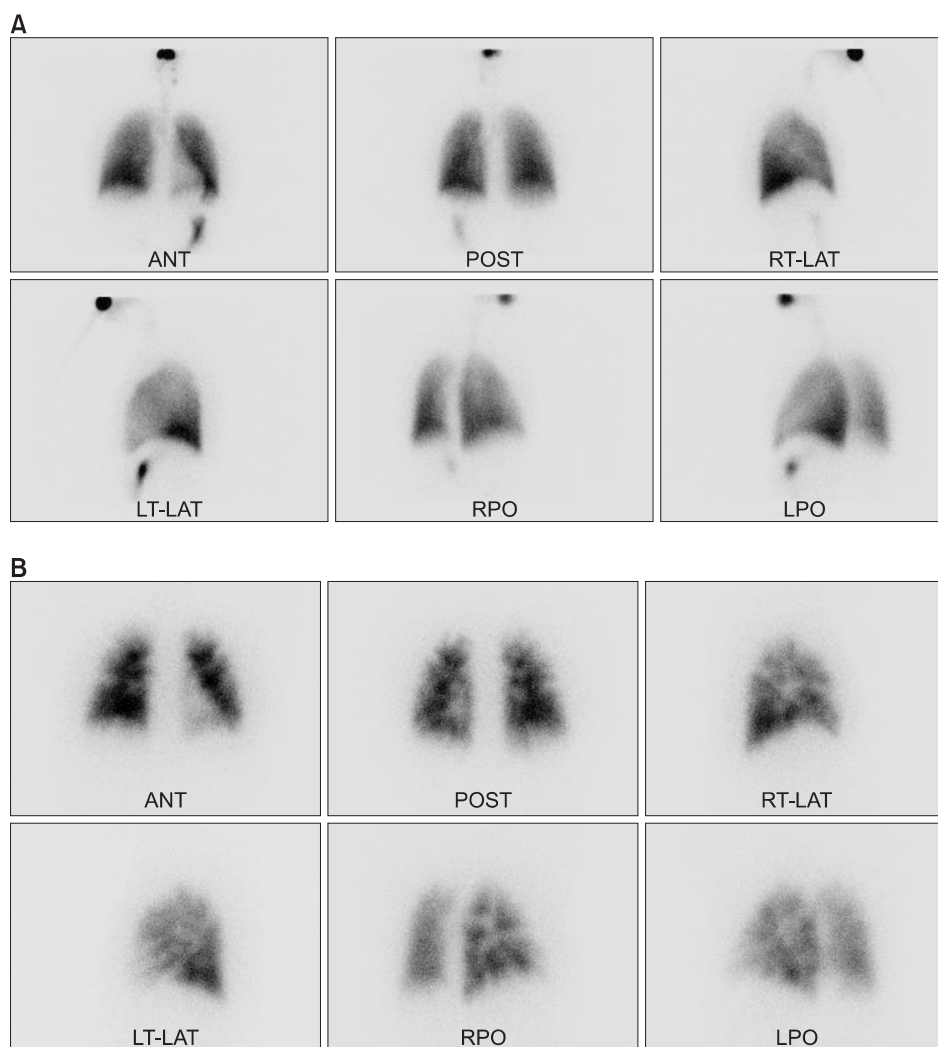 A
ANT
POST
RT-LAT
LT-LAT
RPO
LPO
B
ANT
POST
RT-LAT
LT-LAT
RPO
LPO